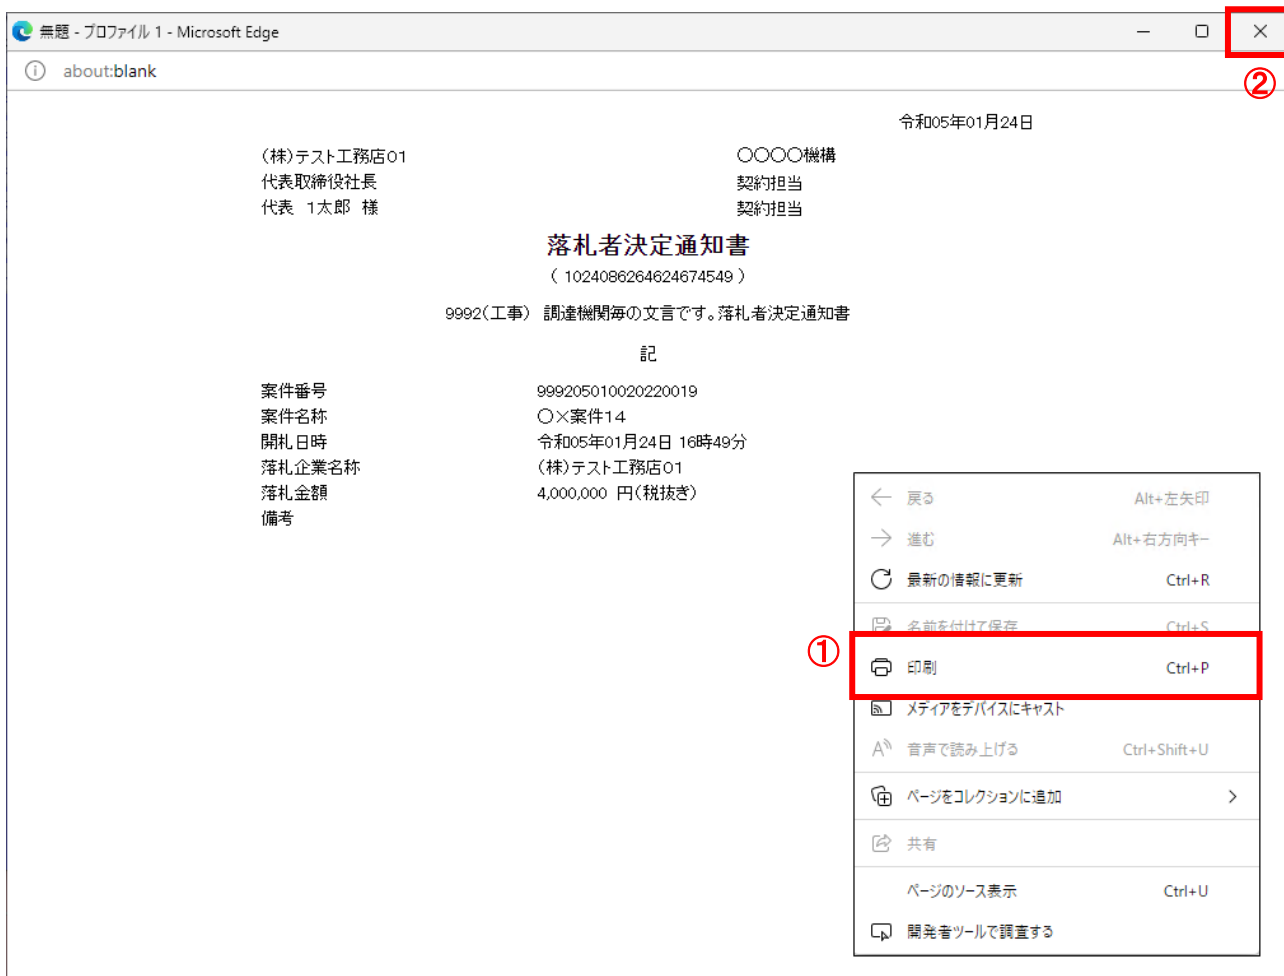 無題 - プロファイル 1 - Microsoft Edge
②
about:blank
令和05年01月24日
(株)テスト工務店01
〇〇〇〇機構
代表取締役社長
契約担当
代表 1太郎 様
契約担当
落札者決定通知書
( 1024086264624674549 )
9992(工事) 調達機関毎の文言です。落札者決定通知書
記
案件番号 999205010020220019
案件名称 〇×案件14
開札日時 令和05年01月24日 16時49分
落札企業名称 (株)テスト工務店01
落札金額 4,000,000 円(税抜き)
備考
戻る Alt+左矢印
進む Alt+右方向キー
最新の情報に更新 Ctrl+R
名前を付けて保存 Ctrl+S
①
印刷 Ctrl+P
メディアをデバイスにキャスト
音声で読み上げる Ctrl+Shift+U
ページをコレクションに追加
共有
ページのソース表示 Ctrl+U
開発者ツールで調査する